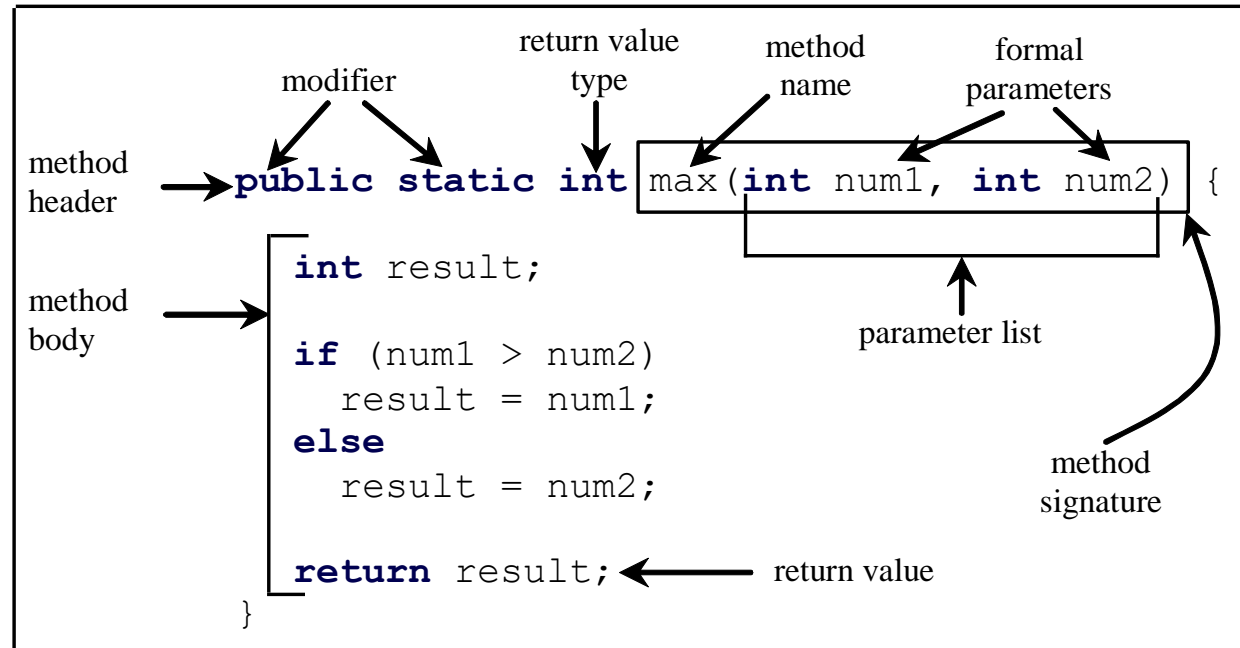 return value
type
method
name
formal
parameters
modifier
method
header
public static int max(int num1, int num2) {
method
body
int result;
parameter list
if (num1 > num2)
result = num1;
else
result = num2;
method
signature
return result;
return value
}